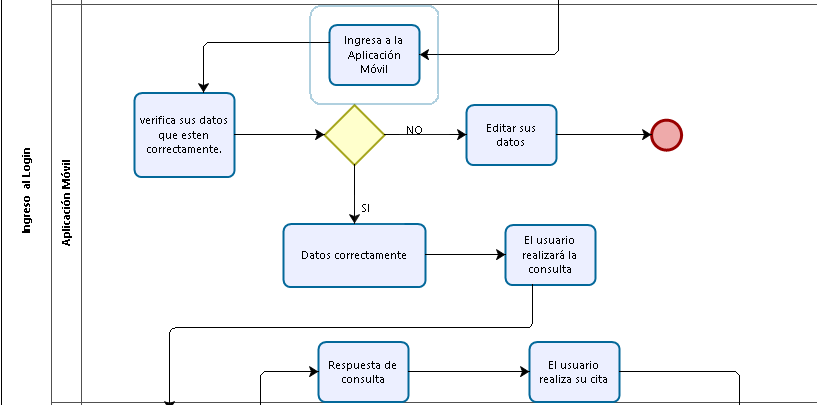 Ingreso al Login
Aplicación Móvil
Ingresa a la
Aplicación
Móvil
verifica sus datos
que esten
correctamente.
NO
Editar sus
datos
SI
Datos correctamente
El usuario
realizará la
consulta
Respuesta de
consulta
El usuario
realiza su cita